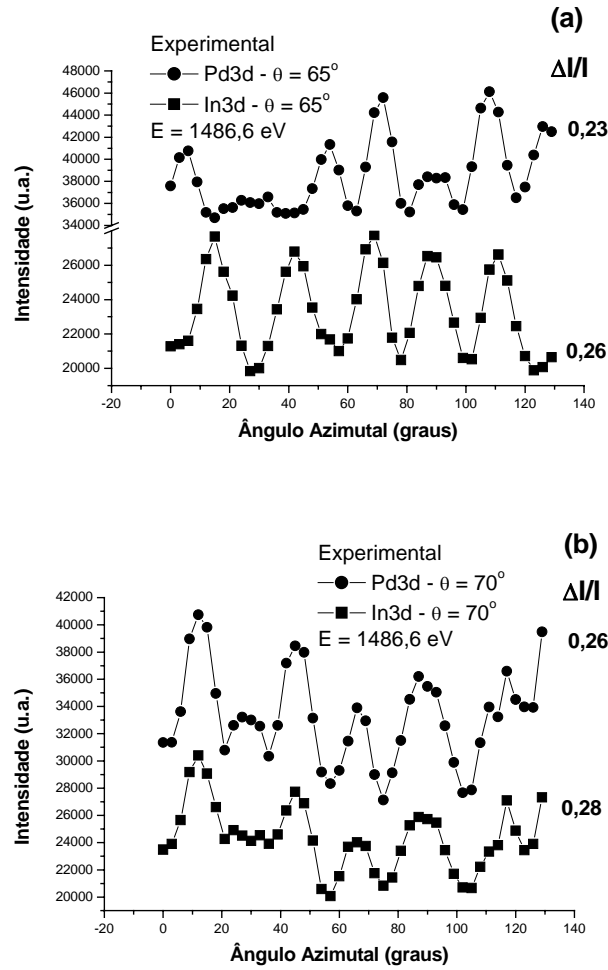 (a)
Experimental
Pd3d - θ = 65°
In3d - θ = 65°
E = 1486,6 eV
ΔI/I
0,23
0,26
48000
46000
44000
42000
40000
38000
36000
34000
26000
24000
22000
20000
Intensidade (u.a.)
-20 0 20 40 60 80 100 120 140
Ângulo Azimutal (graus)
(b)
Experimental
Pd3d - θ = 70°
In3d - θ = 70°
E = 1486,6 eV
ΔI/I
0,26
0,28
42000
40000
38000
36000
34000
32000
30000
28000
26000
24000
22000
20000
Intensidade (u.a.)
-20 0 20 40 60 80 100 120 140
Ângulo Azimutal (graus)